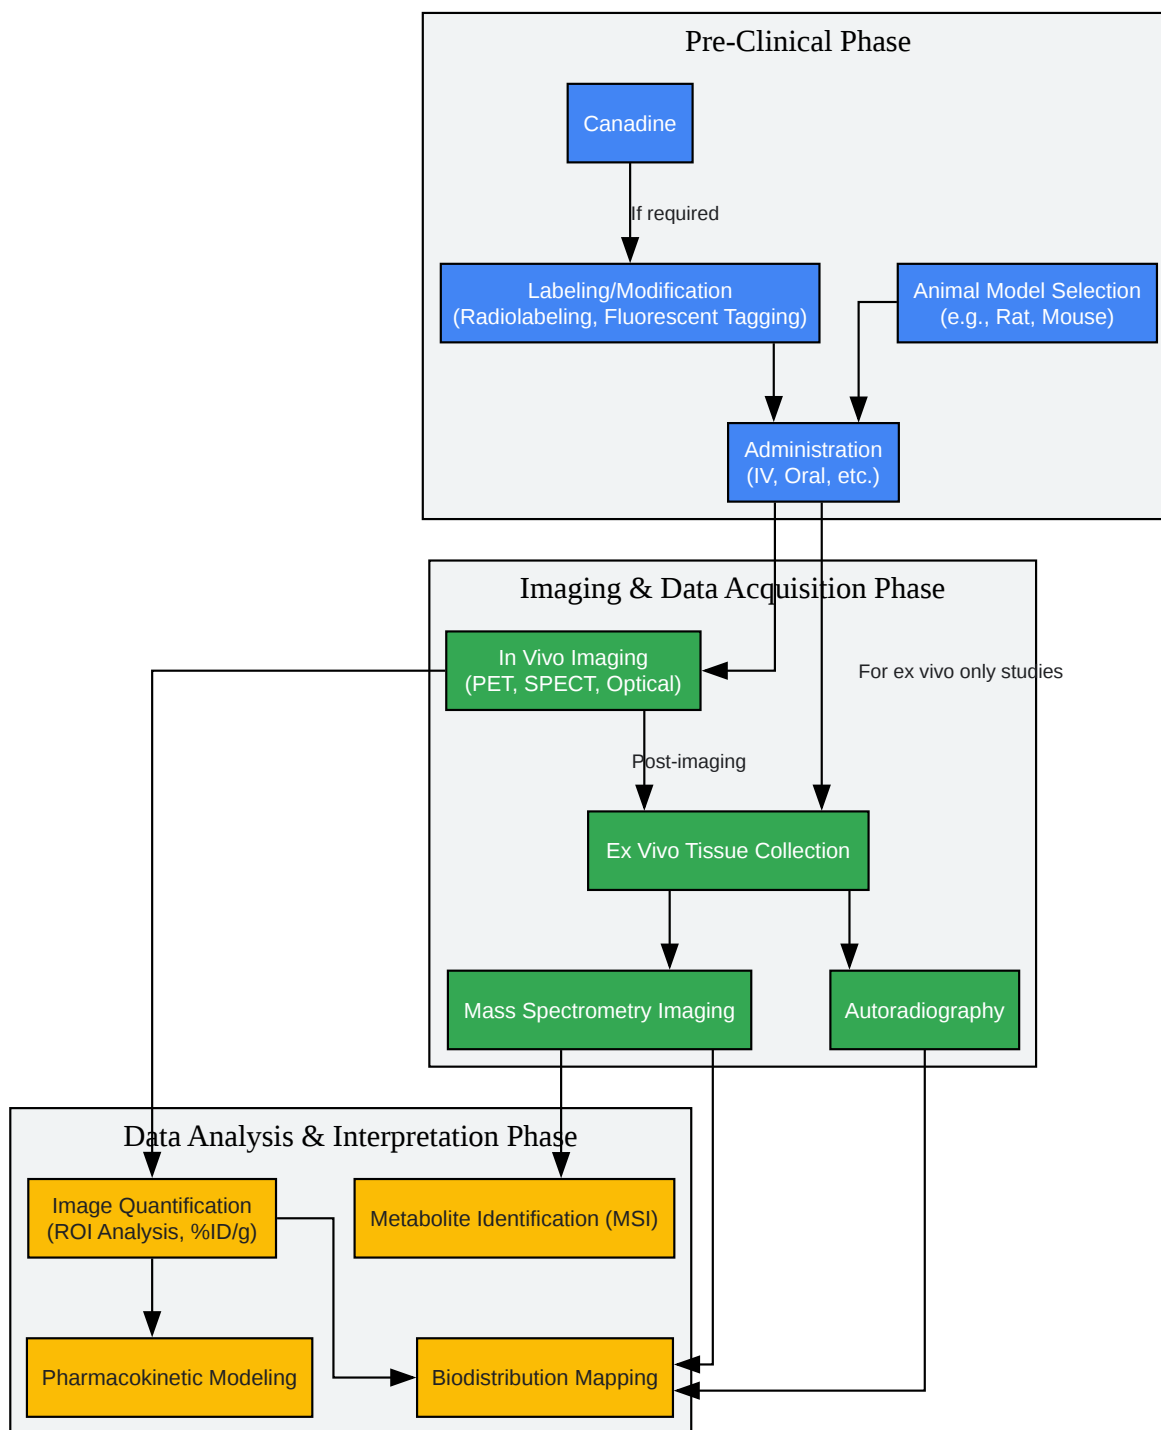 Pre-Clinical Phase
Canadine
If required
Labeling/Modification
(Radiolabeling, Fluorescent Tagging)
Animal Model Selection
(e.g., Rat, Mouse)
Administration
(IV, Oral, etc.)
Imaging & Data Acquisition Phase
In Vivo Imaging
(PET, SPECT, Optical)
For ex vivo only studies
Post-imaging
Ex Vivo Tissue Collection
Mass Spectrometry Imaging
Autoradiography
Data Analysis & Interpretation Phase
Image Quantification
(ROI Analysis, %ID/g)
Metabolite Identification (MSI)
Pharmacokinetic Modeling
Biodistribution Mapping